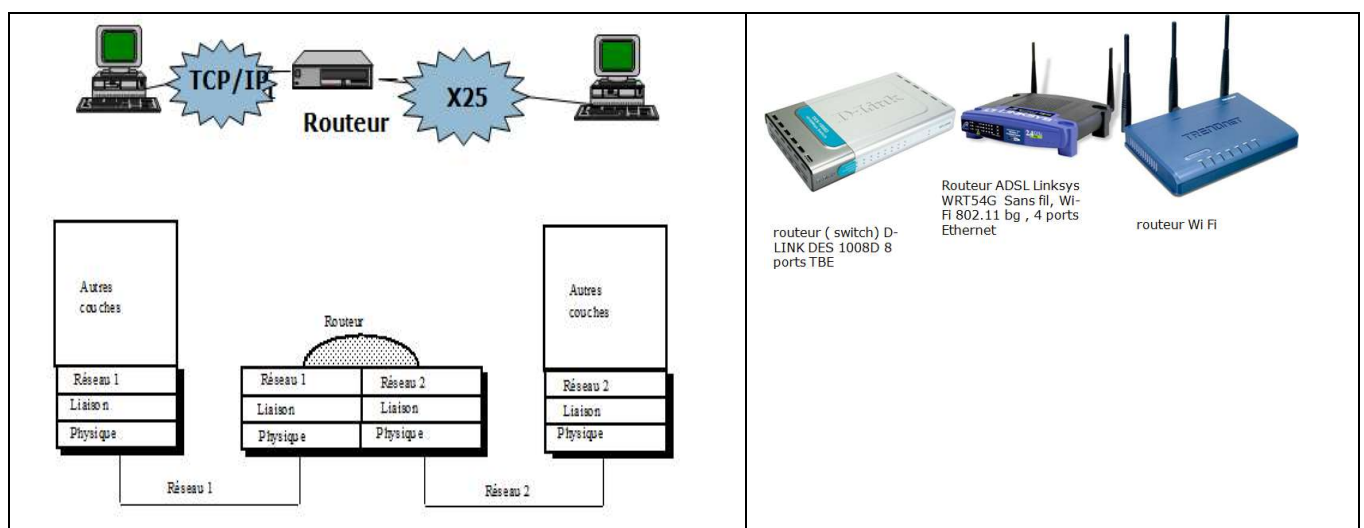 TCP/IP
X25
Routeur
Autres
couches
Réseau 1
Liaison
Physique
Routeur
Réseau 1
Réseau 2
Liaison
Liaison
Physique
Physique
Autres
couches
Réseau 2
Liaison
Physique
Réseau 1
Réseau 2
D-Link
TRENDNET
routeur ( switch) D-
LINK DES 1008D 8
ports TBE
Routeur ADSL Linksys
WRT54G Sans fil, Wi-
Fi 802.11 bg , 4 ports
Ethernet
routeur Wi Fi